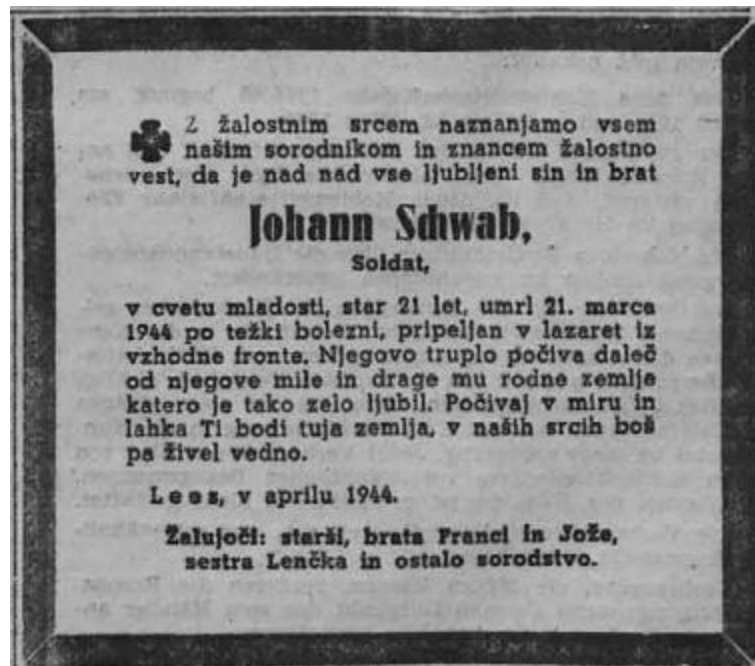 Z žalostnim srcem naznanjamo vsem
našim sorodnikom in znancem žalostno
vest, da je nad nad vse ljubljeni sin in brat
Johann Schwab,
Soldat,
v cvetu mladosti, star 21 let, umrl 21. marca
1944 po težki bolezni, pripeljan v lazaret iz
vzhodne fronte. Njegovo truplo počiva daleč
od njegove mile in drage mu rodne zemlje
katero je tako zelo ljubil. Počivaj v miru in
lahka Ti bodi tuja zemlja, v naših srcih boš
pa živel vedno.
Lees, v aprilu 1944.
Žalujoči: starši, brata Franci in Jože,
sestra Lenčka in ostalo sorodstvo.